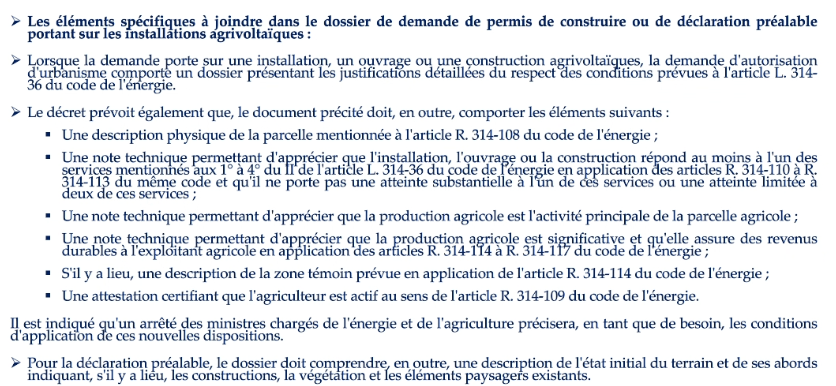 ➢ Les éléments spécifiques à joindre dans le dossier de demande de permis de construire ou de déclaration préalable
portant sur les installations agrivoltaïques :
➢ Lorsque la demande porte sur une installation, un ouvrage ou une construction agrivoltaïques, la demande d'autorisation
d'urbanisme comporte un dossier présentant les justifications détaillées du respect des conditions prévues à l'article L. 314-
36 du code de l'énergie.
➢ Le décret prévoit également que, le document précité doit, en outre, comporter les éléments suivants :
▪ Une description physique de la parcelle mentionnée à l'article R. 314-108 du code de l'énergie ;
▪ Une note technique permettant d'apprécier que l'installation, l'ouvrage ou la construction répond au moins à l'un des
services mentionnés aux 1° à 4° du II de l'article L. 314-36 du code de l'énergie en application des articles R. 314-110 à R.
314-113 du même code et qu'il ne porte pas une atteinte substantielle à l'un de ces services ou une atteinte limitée à
deux de ces services ;
▪ Une note technique permettant d'apprécier que la production agricole est l'activité principale de la parcelle agricole ;
▪ Une note technique permettant d'apprécier que la production agricole est significative et qu'elle assure des revenus
durables à l'exploitant agricole en application des articles R. 314-114 à R. 314-117 du code de l'énergie ;
▪ S'il y a lieu, une description de la zone témoin prévue en application de l'article R. 314-114 du code de l'énergie ;
▪ Une attestation certifiant que l'agriculteur est actif au sens de l'article R. 314-109 du code de l'énergie.
Il est indiqué qu'un arrêté des ministres chargés de l'énergie et de l'agriculture précisera, en tant que de besoin, les conditions
d'application de ces nouvelles dispositions.
➢ Pour la déclaration préalable, le dossier doit comprendre, en outre, une description de l'état initial du terrain et de ses abords
indiquant, s'il y a lieu, les constructions, la végétation et les éléments paysagers existants.